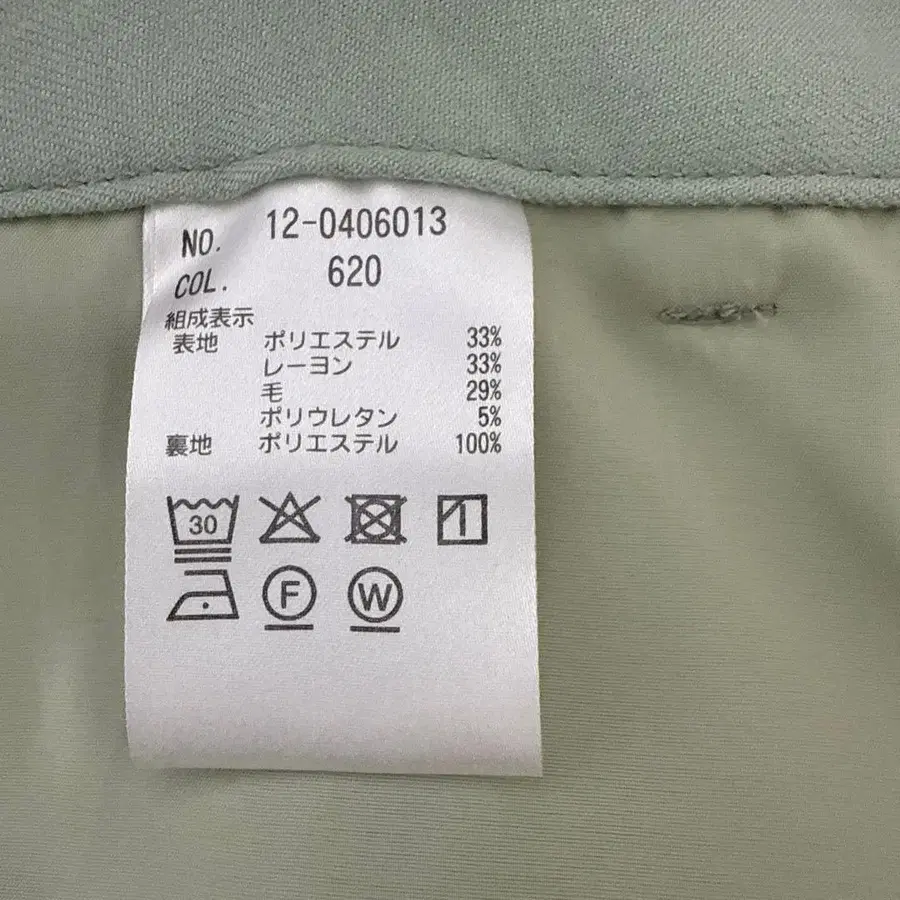 NO. 12-0406013
COL. 620
組成表示
表地 ポリエステル 33%
レーヨン 33%
毛 29%
ポリウレタン 5%
裏地 ポリエステル 100%
30
F W